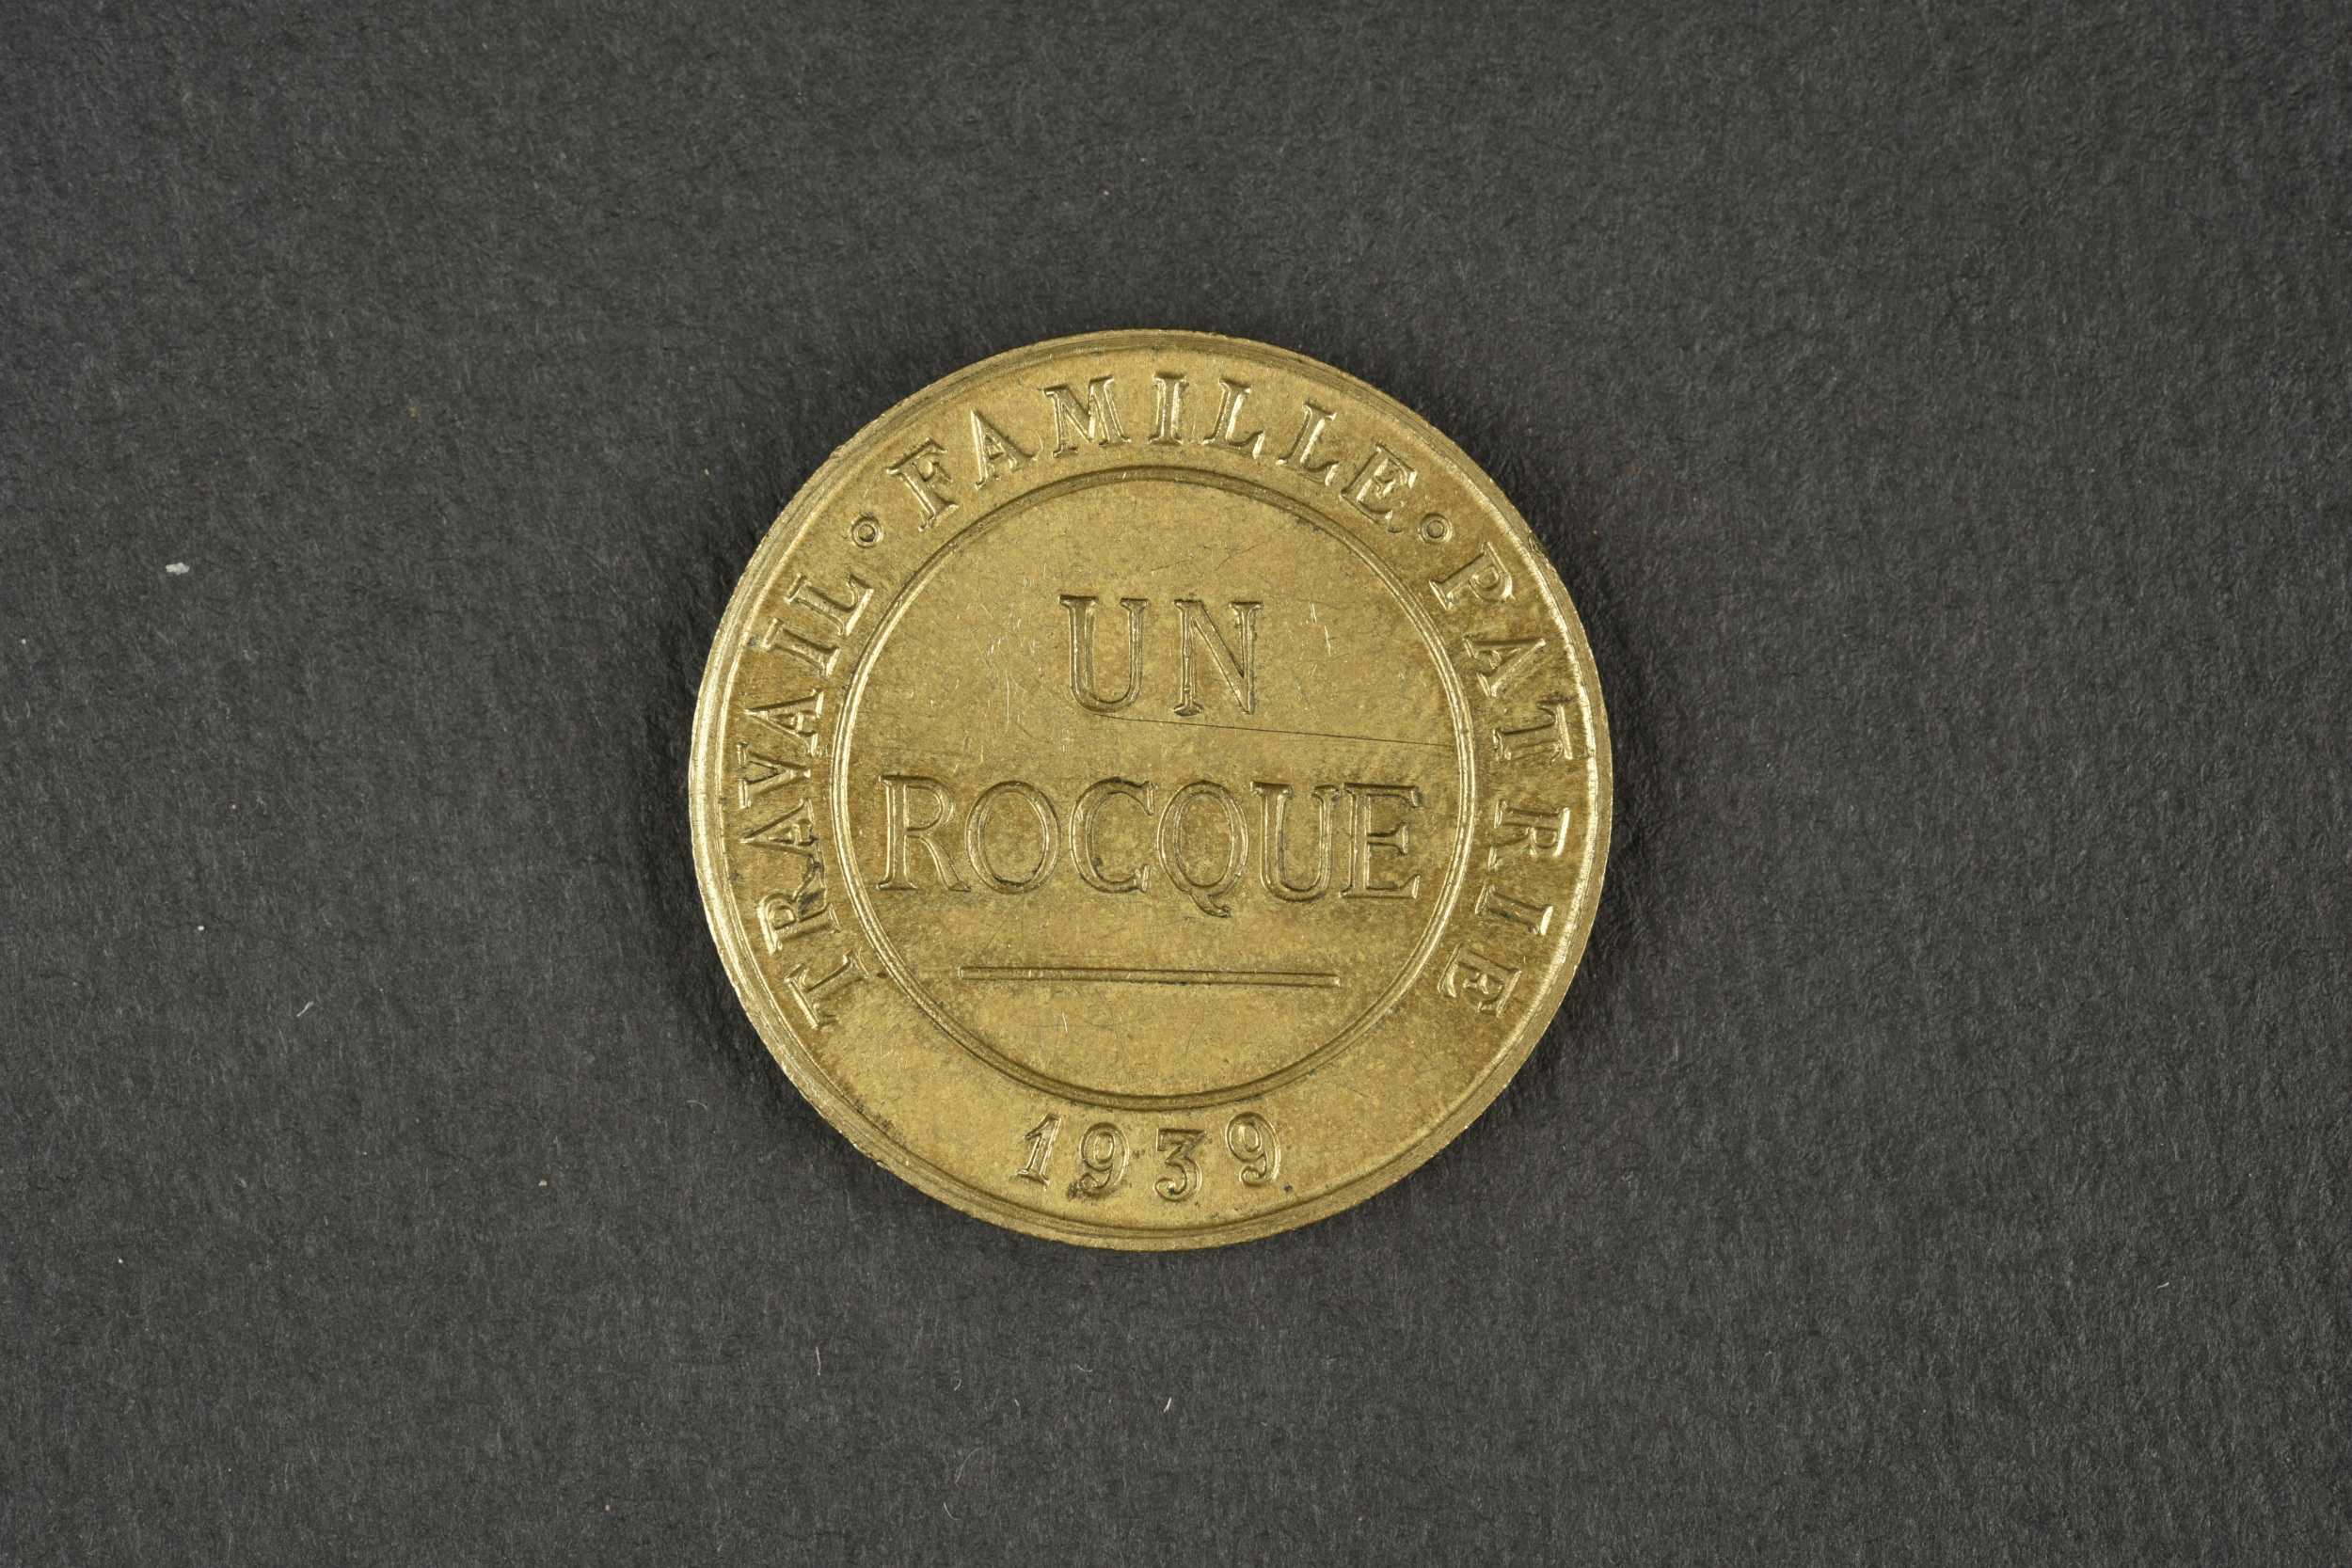 TRAVAIL · FAMILLE · PATRIE
UN
ROCQUE
1939